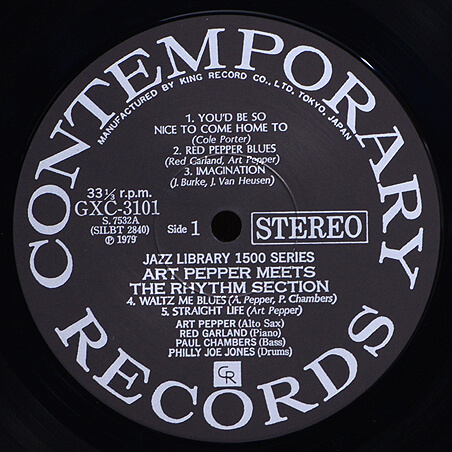 CONTEMPORARY
MANUFACTURED BY KING RECORD CO., LTD. TOKYO, JAPAN
1. YOU'D BE SO
NICE TO COME HOME TO
(Cole Porter)
2. RED PEPPER BLUES
(Red Garland, Art Pepper)
3. IMAGINATION
(J. Burke, J. Van Heusen)
33⅓ r.p.m.
GXC-3101
S. 7532A
(SILBT 2840)
Ⓟ 1979
Side 1
STEREO
JAZZ LIBRARY 1500 SERIES
ART PEPPER MEETS
THE RHYTHM SECTION
4. WALTZ ME BLUES (A. Pepper, P. Chambers)
5. STRAIGHT LIFE (Art Pepper)
ART PEPPER (Alto Sax)
RED GARLAND (Piano)
PAUL CHAMBERS (Bass)
PHILLY JOE JONES (Drums)
CR
RECORDS